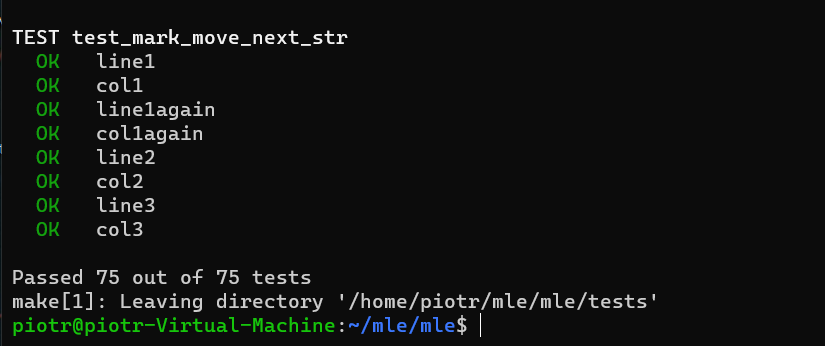 TEST test_mark_move_next_str
OK line1
OK col1
OK line1again
OK col1again
OK line2
OK col2
OK line3
OK col3
Passed 75 out of 75 tests
make[1]: Leaving directory '/home/piotr/mle/mle/tests'
piotr@piotr-Virtual-Machine:~/mle/mle$